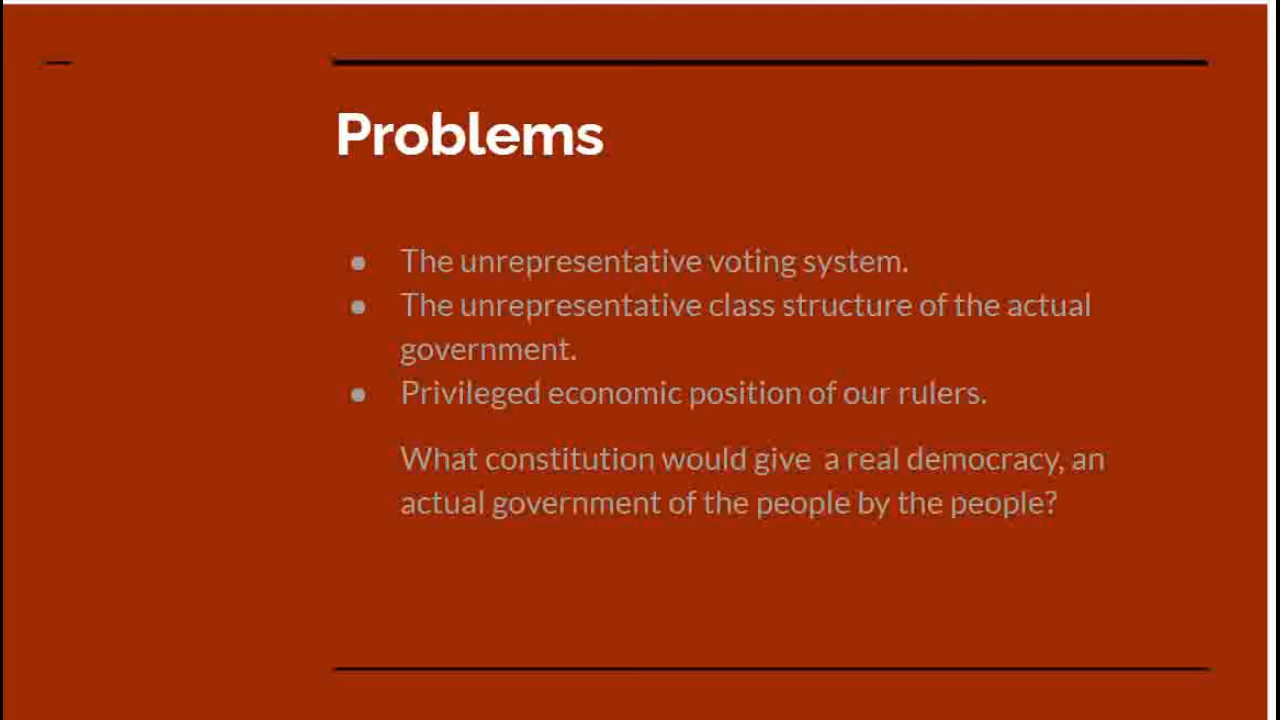 Problems
● The unrepresentative voting system.
● The unrepresentative class structure of the actual
government.
● Privileged economic position of our rulers.
What constitution would give  a real democracy, an
actual government of the people by the people?